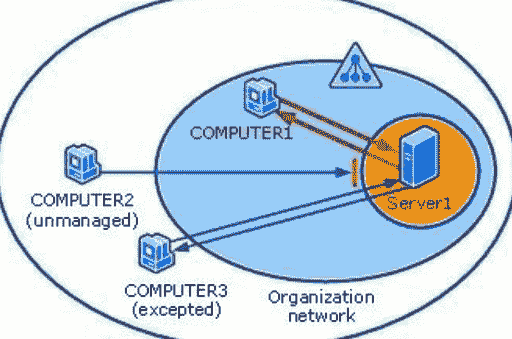 COMPUTER1
COMPUTER2
(unmanaged)
Server1
COMPUTER3
(excepted)
Organization
network